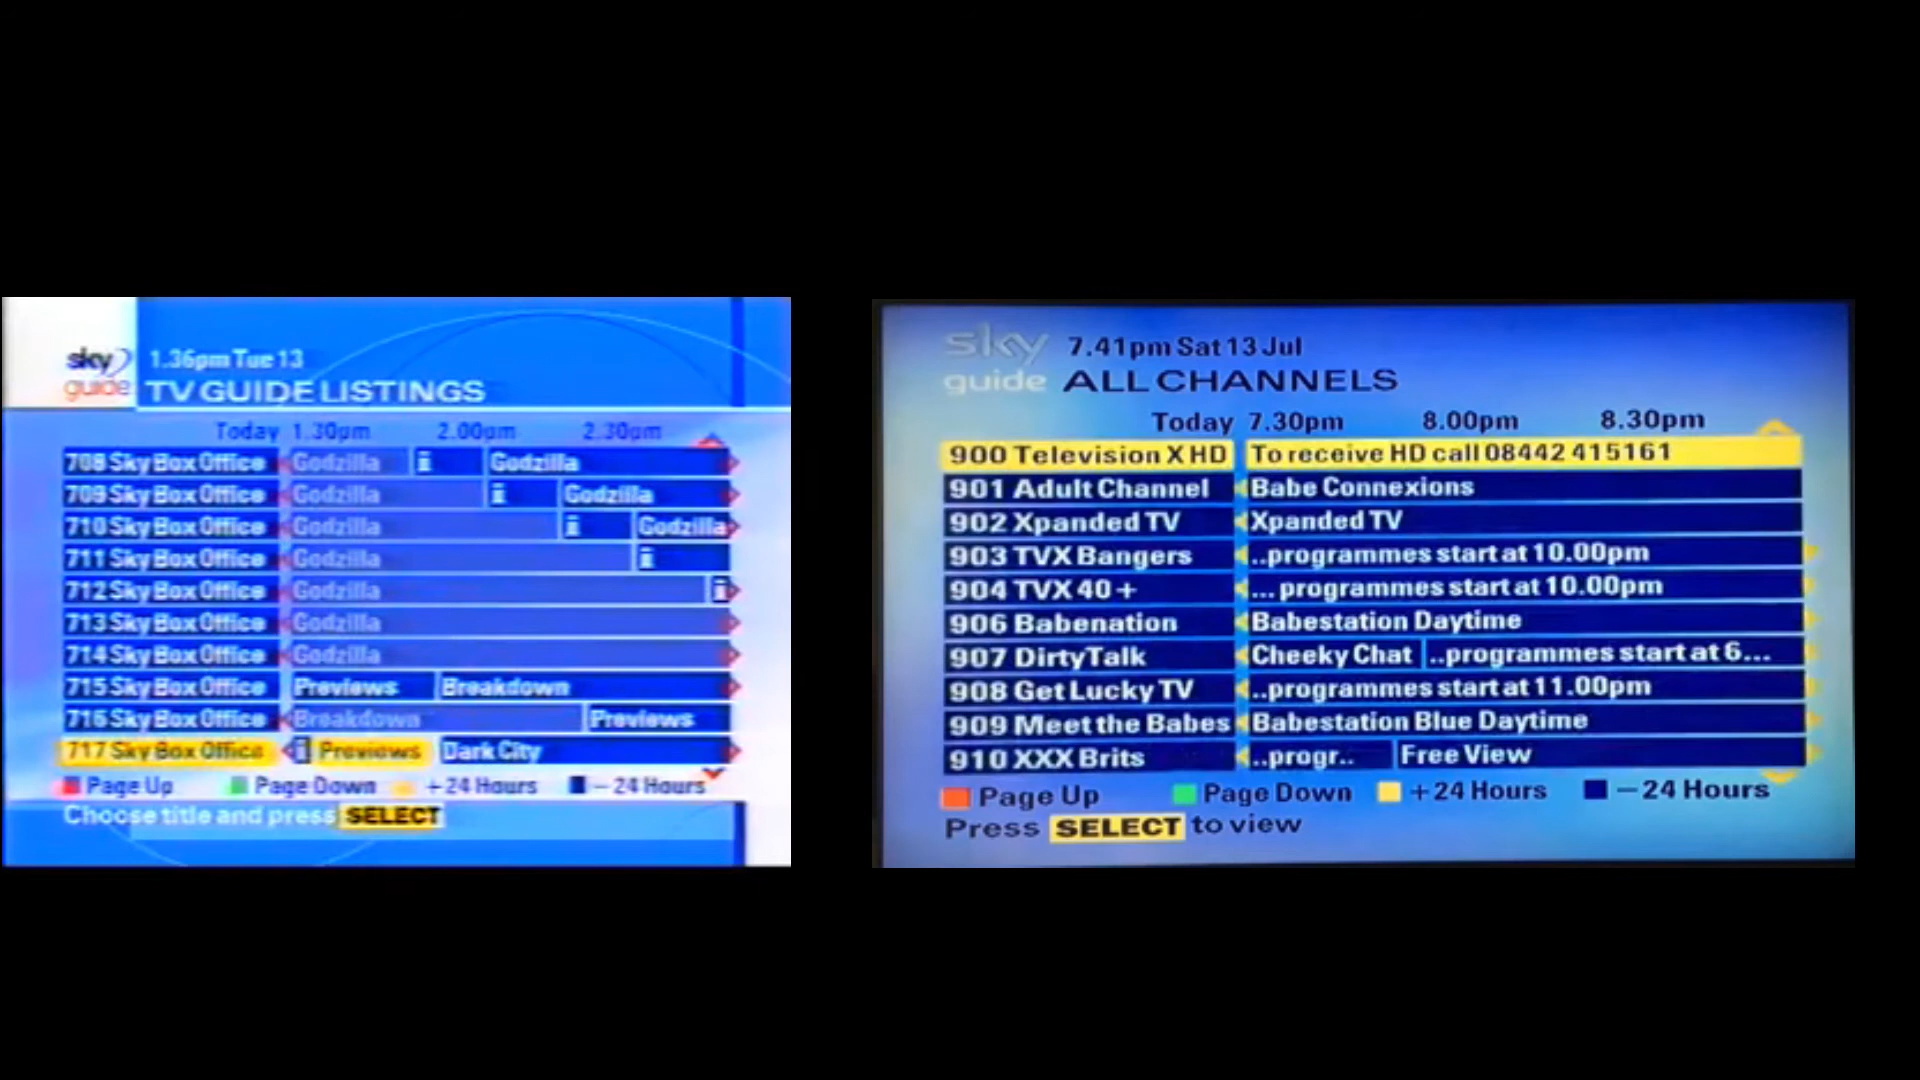 sky
guide
1.36pm Tue 13
TV GUIDE LISTINGS
Today 1.30pm 2.00pm 2.30pm
708 Sky Box Office Godzilla i Godzilla
709 Sky Box Office Godzilla i Godzilla
710 Sky Box Office Godzilla i Godzilla
711 Sky Box Office Godzilla i
712 Sky Box Office Godzilla i
713 Sky Box Office Godzilla
714 Sky Box Office Godzilla
715 Sky Box Office Previews Breakdown
716 Sky Box Office Breakdown Previews
717 Sky Box Office i Previews Dark City
Page Up Page Down +24 Hours −24 Hours
Choose title and press SELECT
sky
guide
7.41pm Sat 13 Jul
ALL CHANNELS
Today 7.30pm 8.00pm 8.30pm
900 Television X HD To receive HD call 08442 415161
901 Adult Channel Babe Connexions
902 Xpanded TV Xpanded TV
903 TVX Bangers ..programmes start at 10.00pm
904 TVX 40+ ... programmes start at 10.00pm
906 Babenation Babestation Daytime
907 Dirty Talk Cheeky Chat ..programmes start at 6...
908 Get Lucky TV ..programmes start at 11.00pm
909 Meet the Babes Babestation Blue Daytime
910 XXX Brits ..progr.. Free View
Page Up Page Down +24 Hours −24 Hours
Press SELECT to view